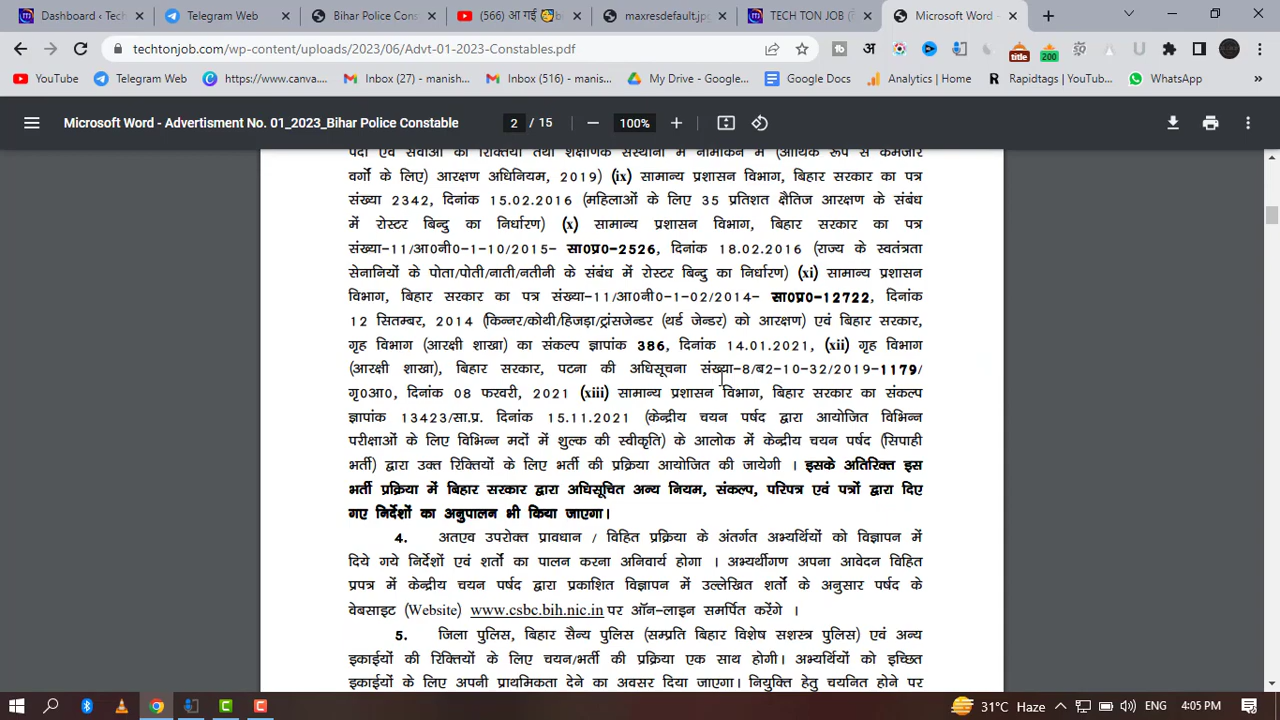 Dashboard ‹ techt
Telegram Web
Bihar Police Cons
(566) आ गई
maxresdefault.jpg
TECH TON JOB (
Microsoft Word -
techtonjob.com/wp-content/uploads/2023/06/Advt-01-2023-Constables.pdf
YouTube
Telegram Web
https://www.canva....
Inbox (27) - manish...
Inbox (516) - manis...
My Drive - Google...
Google Docs
Analytics | Home
Rapidtags | YouTub...
WhatsApp
Microsoft Word - Advertisment No. 01_2023_Bihar Police Constable
2 / 15
100%
पदों एवं सेवाओं की रिक्तियों तथा शैक्षणिक संस्थानों में नामांकन में (आर्थिक रूप से कमजोर
वर्गों के लिए) आरक्षण अधिनियम, 2019) (ix) सामान्य प्रशासन विभाग, बिहार सरकार का पत्र
संख्या 2342, दिनांक 15.02.2016 (महिलाओं के लिए 35 प्रतिशत क्षैतिज आरक्षण के संबंध
में रोस्टर बिन्दु का निर्धारण) (x) सामान्य प्रशासन विभाग, बिहार सरकार का पत्र
संख्या-11/आ0नी0-1-10/2015- सा0प्र0-2526, दिनांक 18.02.2016 (राज्य के स्वतंत्रता
सेनानियों के पोता/पोती/नाती/नतीनी के संबंध में रोस्टर बिन्दु का निर्धारण) (xi) सामान्य प्रशासन
विभाग, बिहार सरकार का पत्र संख्या-11/आ0नी0-1-02/2014- सा0प्र0-12722, दिनांक
12 सितम्बर, 2014 (किन्नर/कोथी/हिजड़ा/ट्रांसजेन्डर (थर्ड जेन्डर) को आरक्षण) एवं बिहार सरकार,
गृह विभाग (आरक्षी शाखा) का संकल्प ज्ञापांक 386, दिनांक 14.01.2021, (xii) गृह विभाग
(आरक्षी शाखा), बिहार सरकार, पटना की अधिसूचना संख्या-8/ब2-10-32/2019-1179/
गृ0आ0, दिनांक 08 फरवरी, 2021 (xiii) सामान्य प्रशासन विभाग, बिहार सरकार का संकल्प
ज्ञापांक 13423/सा.प्र. दिनांक 15.11.2021 (केन्द्रीय चयन पर्षद द्वारा आयोजित विभिन्न
परीक्षाओं के लिए विभिन्न मदों में शुल्क की स्वीकृति) के आलोक में केन्द्रीय चयन पर्षद (सिपाही
भर्ती) द्वारा उक्त रिक्तियों के लिए भर्ती की प्रक्रिया आयोजित की जायेगी । इसके अतिरिक्त इस
भर्ती प्रक्रिया में बिहार सरकार द्वारा अधिसूचित अन्य नियम, संकल्प, परिपत्र एवं पत्रों द्वारा दिए
गए निर्देशों का अनुपालन भी किया जाएगा।
4. अतएव उपरोक्त प्रावधान / विहित प्रक्रिया के अंतर्गत अभ्यर्थियों को विज्ञापन में
दिये गये निर्देशों एवं शर्तों का पालन करना अनिवार्य होगा । अभ्यर्थीगण अपना आवेदन विहित
प्रपत्र में केन्द्रीय चयन पर्षद द्वारा प्रकाशित विज्ञापन में उल्लेखित शर्तों के अनुसार पर्षद के
वेबसाइट (Website) www.csbc.bih.nic.in पर ऑन-लाइन समर्पित करेंगे ।
5. जिला पुलिस, बिहार सैन्य पुलिस (सम्प्रति बिहार विशेष सशस्त्र पुलिस) एवं अन्य
इकाईयों की रिक्तियों के लिए चयन/भर्ती की प्रक्रिया एक साथ होगी। अभ्यर्थियों को इच्छित
इकाईयों के लिए अपनी प्राथमिकता देने का अवसर दिया जाएगा। नियुक्ति हेतु चयनित होने पर
31°C Haze
ENG
4:05 PM